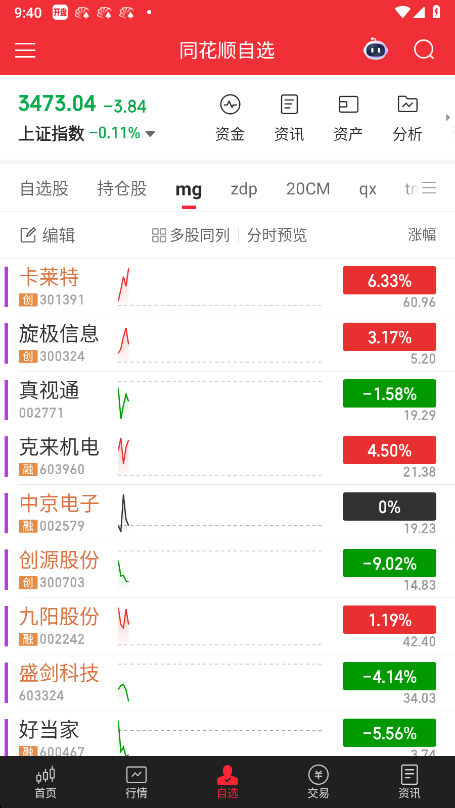 9:40 开盘
同花顺自选
3473.04 -3.84
上证指数 -0.11%
资金 资讯 资产 分析
自选股 持仓股 mg zdp 20CM qx
编辑 多股同列 分时预览 涨幅
卡莱特 6.33%
创 301391 60.96
旋极信息 3.17%
创 300324 5.20
真视通 -1.58%
002771 19.29
克来机电 4.50%
融 603960 21.38
中京电子 0%
融 002579 19.23
创源股份 -9.02%
创 300703 14.83
九阳股份 1.19%
融 002242 42.40
盛剑科技 -4.14%
603324 34.03
好当家 -5.56%
融 600467 3.74
首页 行情 自选 交易 资讯